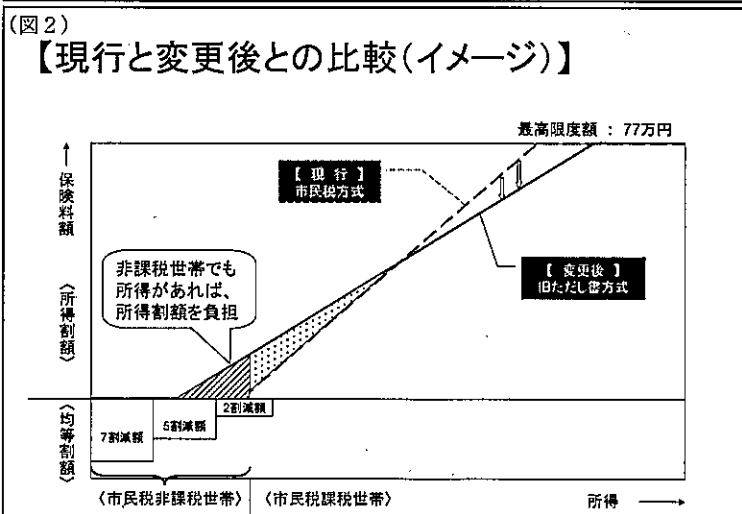 (図2)
【現行と変更後との比較(イメージ)】
最高限度額 : 77万円
↑
保険料額
【 現 行 】
市民税方式
非課税世帯でも
所得があれば、
所得割額を負担
【 変更後 】
旧ただし書方式
〈所得割額〉
〈均等割額〉
7割減額
5割減額
2割減額
〈市民税非課税世帯〉
〈市民税課税世帯〉
所得 →